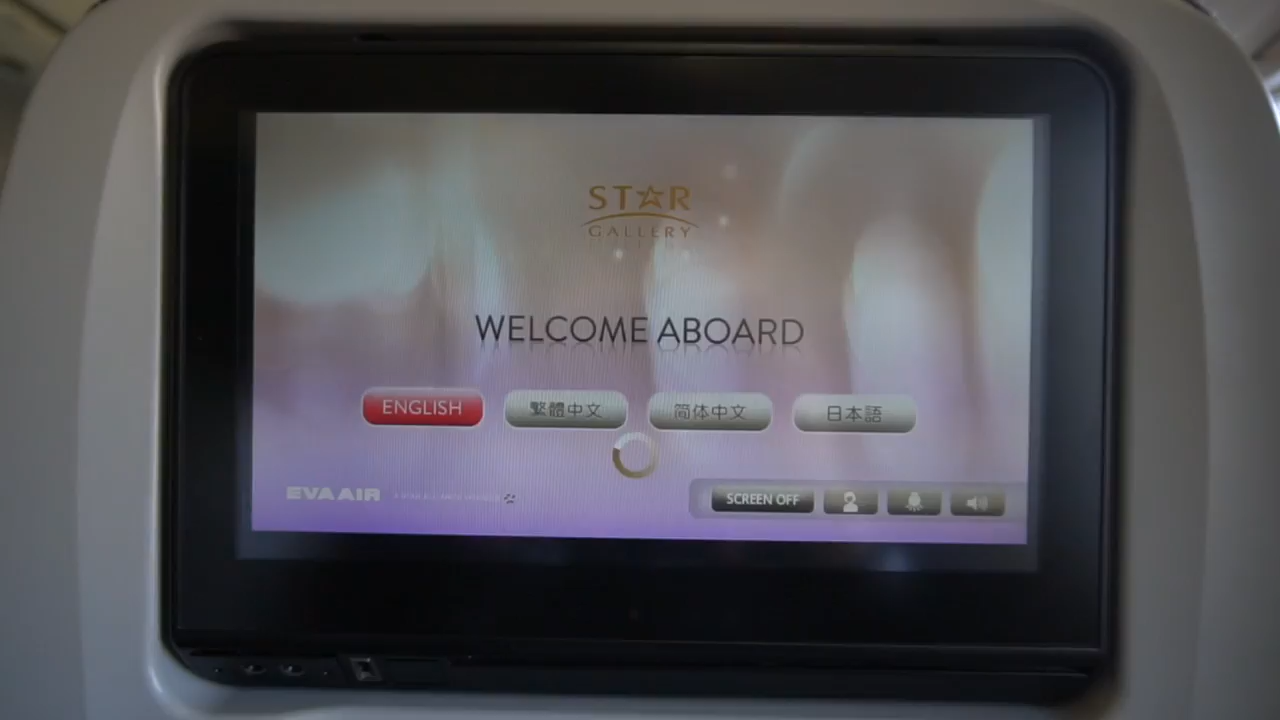 STAR
GALLERY
WELCOME ABOARD
ENGLISH
繁體中文
简体中文
日本語
EVA AIR
SCREEN OFF